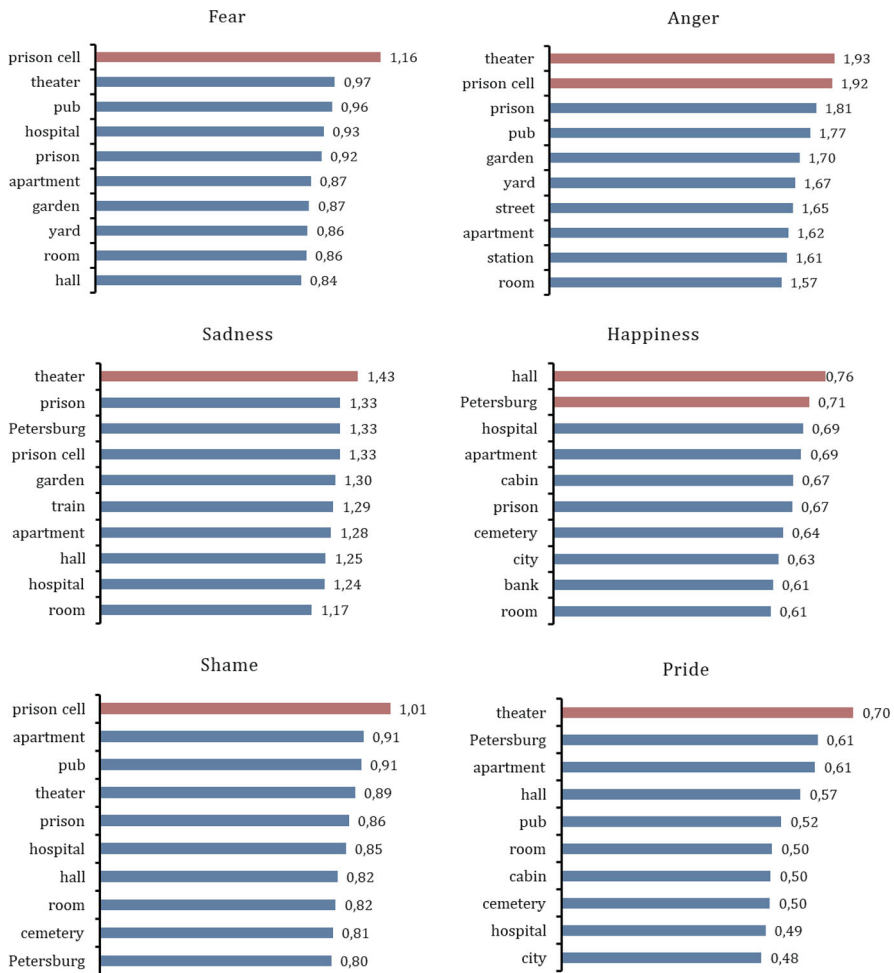 Fear
prison cell 1,16
theater 0,97
pub 0,96
hospital 0,93
prison 0,92
apartment 0,87
garden 0,87
yard 0,86
room 0,86
hall 0,84
Anger
theater 1,93
prison cell 1,92
prison 1,81
pub 1,77
garden 1,70
yard 1,67
street 1,65
apartment 1,62
station 1,61
room 1,57
Sadness
theater 1,43
prison 1,33
Petersburg 1,33
prison cell 1,33
garden 1,30
train 1,29
apartment 1,28
hall 1,25
hospital 1,24
room 1,17
Happiness
hall 0,76
Petersburg 0,71
hospital 0,69
apartment 0,69
cabin 0,67
prison 0,67
cemetery 0,64
city 0,63
bank 0,61
room 0,61
Shame
prison cell 1,01
apartment 0,91
pub 0,91
theater 0,89
prison 0,86
hospital 0,85
hall 0,82
room 0,82
cemetery 0,81
Petersburg 0,80
Pride
theater 0,70
Petersburg 0,61
apartment 0,61
hall 0,57
pub 0,52
room 0,50
cabin 0,50
cemetery 0,50
hospital 0,49
city 0,48